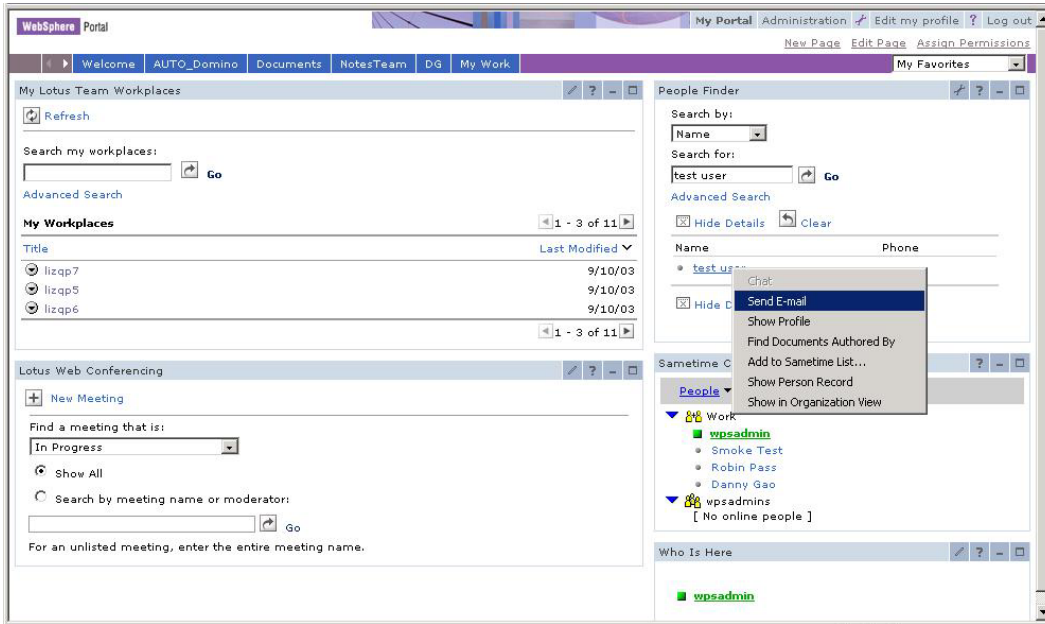 WebSphere Portal
My Portal Administration Edit my profile ? Log out
New Page Edit Page Assign Permissions
Welcome AUTO_Domino Documents NotesTeam DG My Work
My Favorites
My Lotus Team Workplaces
Refresh
Search my workplaces:
Go
Advanced Search
My Workplaces 1 - 3 of 11
Title Last Modified
lizqp7 9/10/03
lizqp5 9/10/03
lizqp6 9/10/03
1 - 3 of 11
Lotus Web Conferencing
New Meeting
Find a meeting that is:
In Progress
Show All
Search by meeting name or moderator:
Go
For an unlisted meeting, enter the entire meeting name.
People Finder
Search by:
Name
Search for:
test user Go
Advanced Search
Hide Details Clear
Name Phone
test user
Hide D
Chat
Send E-mail
Show Profile
Find Documents Authored By
Add to Sametime List...
Show Person Record
Show in Organization View
Sametime C
People
Work
wpsadmin
Smoke Test
Robin Pass
Danny Gao
wpsadmins
[ No online people ]
Who Is Here
wpsadmin